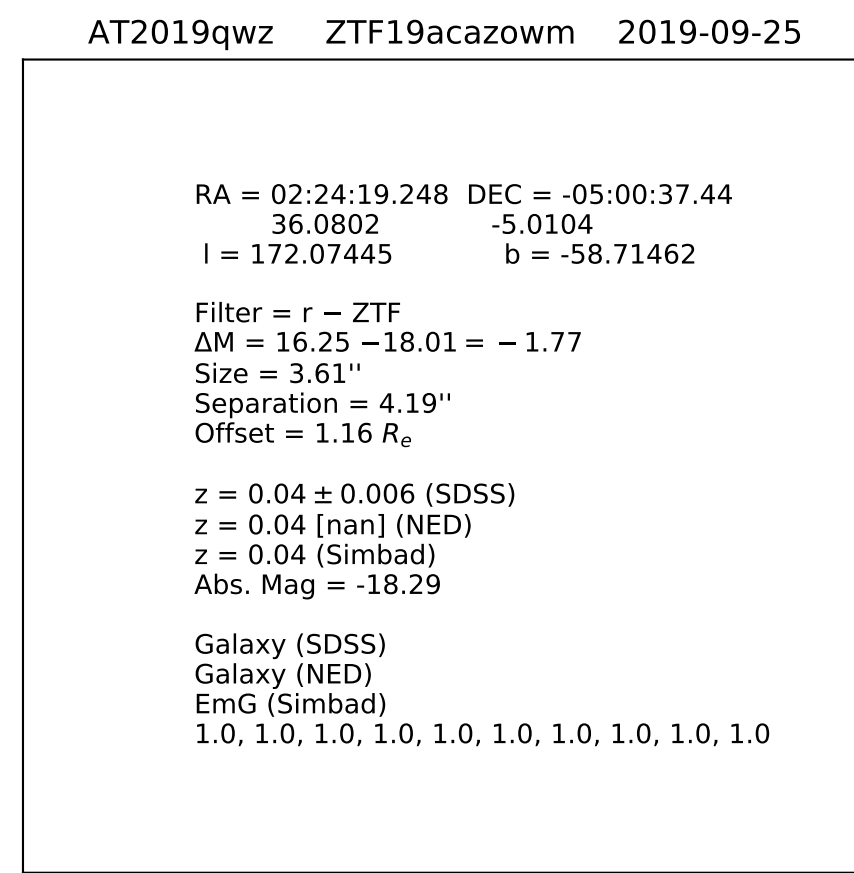 AT2019qwz ZTF19acazowm 2019-09-25
RA = 02:24:19.248 DEC = -05:00:37.44
36.0802 -5.0104
l = 172.07445 b = -58.71462
Filter = r − ZTF
ΔM = 16.25 −18.01 = − 1.77
Size = 3.61''
Separation = 4.19''
Offset = 1.16 Rₑ
z = 0.04 ± 0.006 (SDSS)
z = 0.04 [nan] (NED)
z = 0.04 (Simbad)
Abs. Mag = -18.29
Galaxy (SDSS)
Galaxy (NED)
EmG (Simbad)
1.0, 1.0, 1.0, 1.0, 1.0, 1.0, 1.0, 1.0, 1.0, 1.0